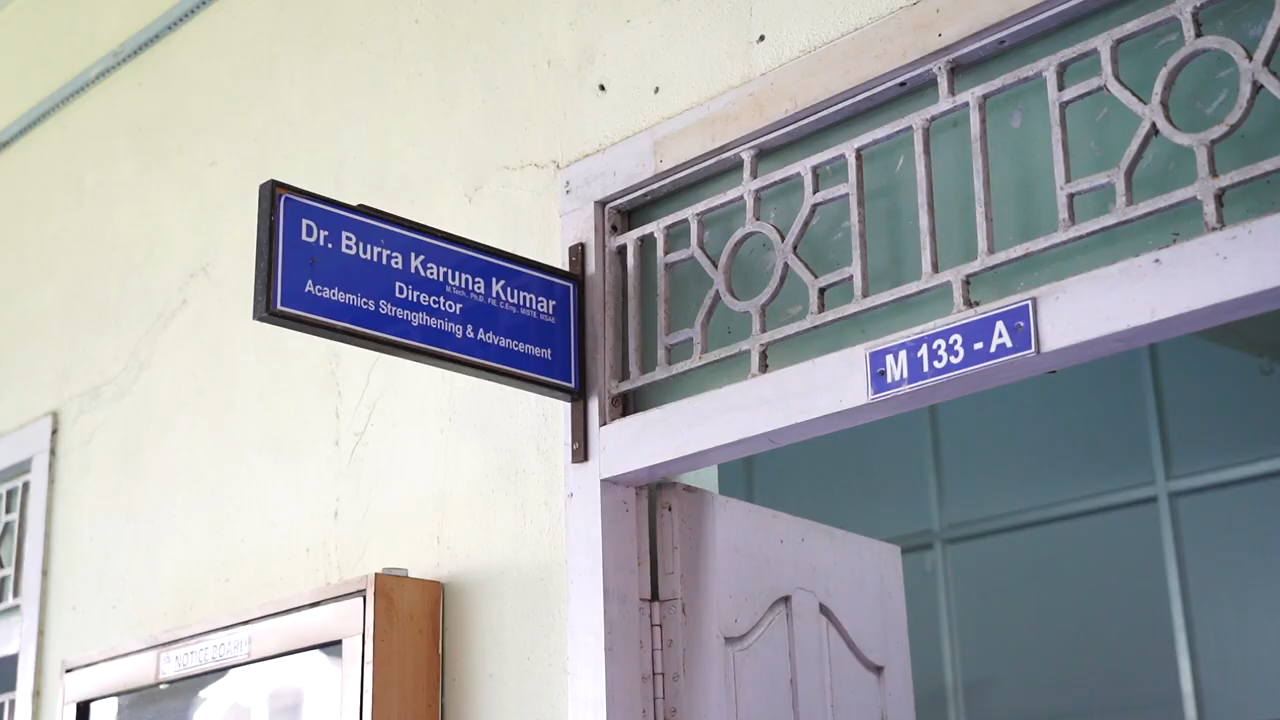 Dr. Burra Karuna Kumar
M.Tech., Ph.D., FIE, C.Eng., MISTE, MSAE
Director
Academics Strengthening & Advancement
M 133 - A
NOTICE BOARD